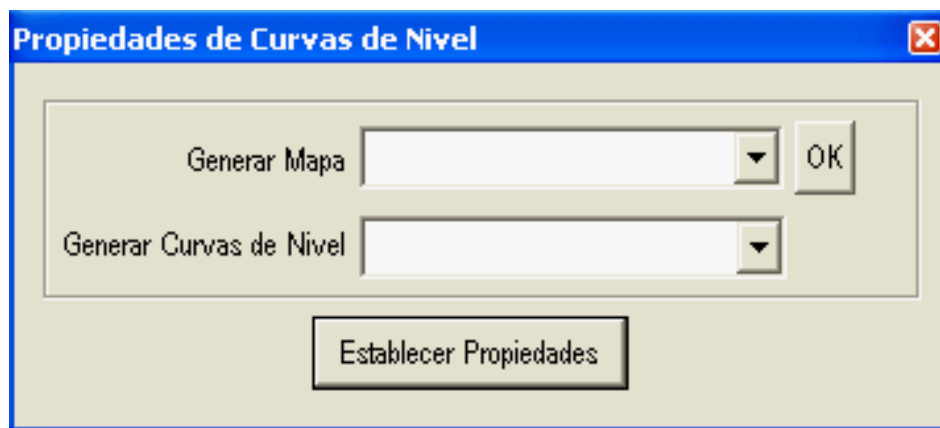 Propiedades de Curvas de Nivel
Generar Mapa
OK
Generar Curvas de Nivel
Establecer Propiedades